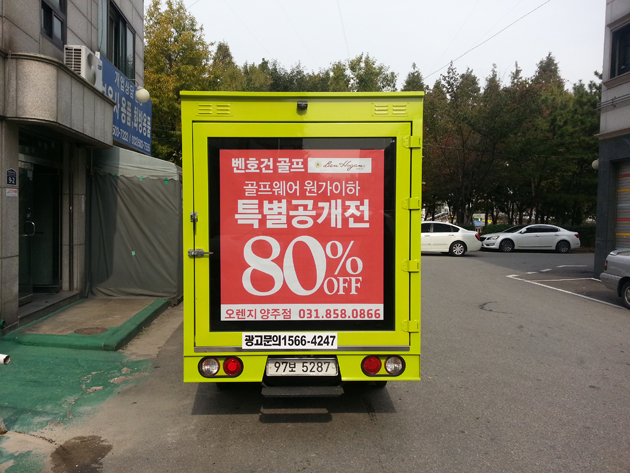 벤호건 골프 Ben Hogan
골프웨어 원가이하
특별공개전
80% OFF
오렌지 양주점 031.858.0866
광고문의1566-4247
97보 5287